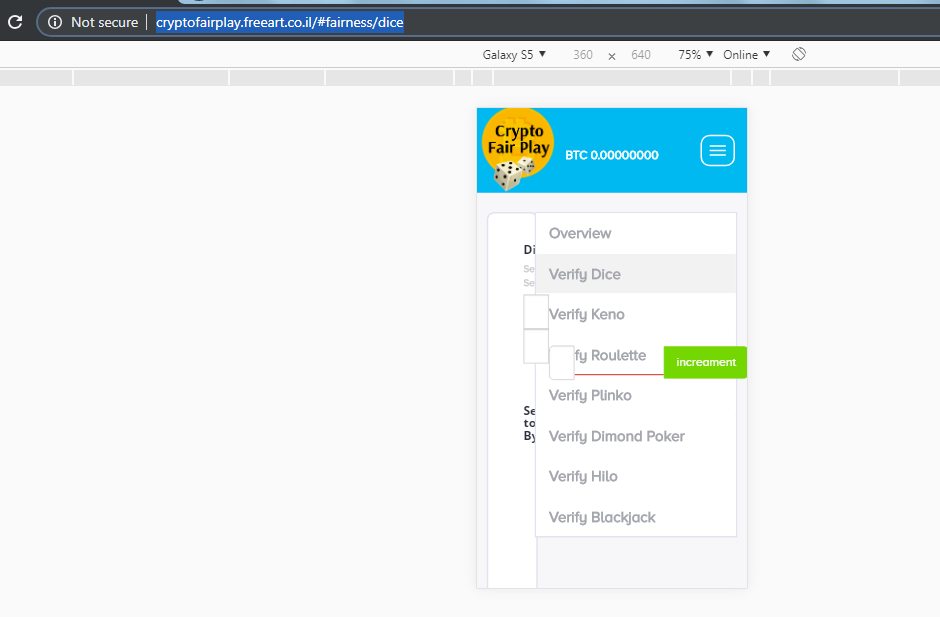 Not secure cryptofairplay.freeart.co.il/#fairness/dice
Galaxy S5 ▼ 360 × 640 75% ▼ Online ▼
Crypto
Fair Play
BTC 0.00000000
Overview
Di
Se
Verify Dice
Se
Verify Keno
fy Roulette
increament
Verify Plinko
Se
to
By
Verify Dimond Poker
Verify Hilo
Verify Blackjack